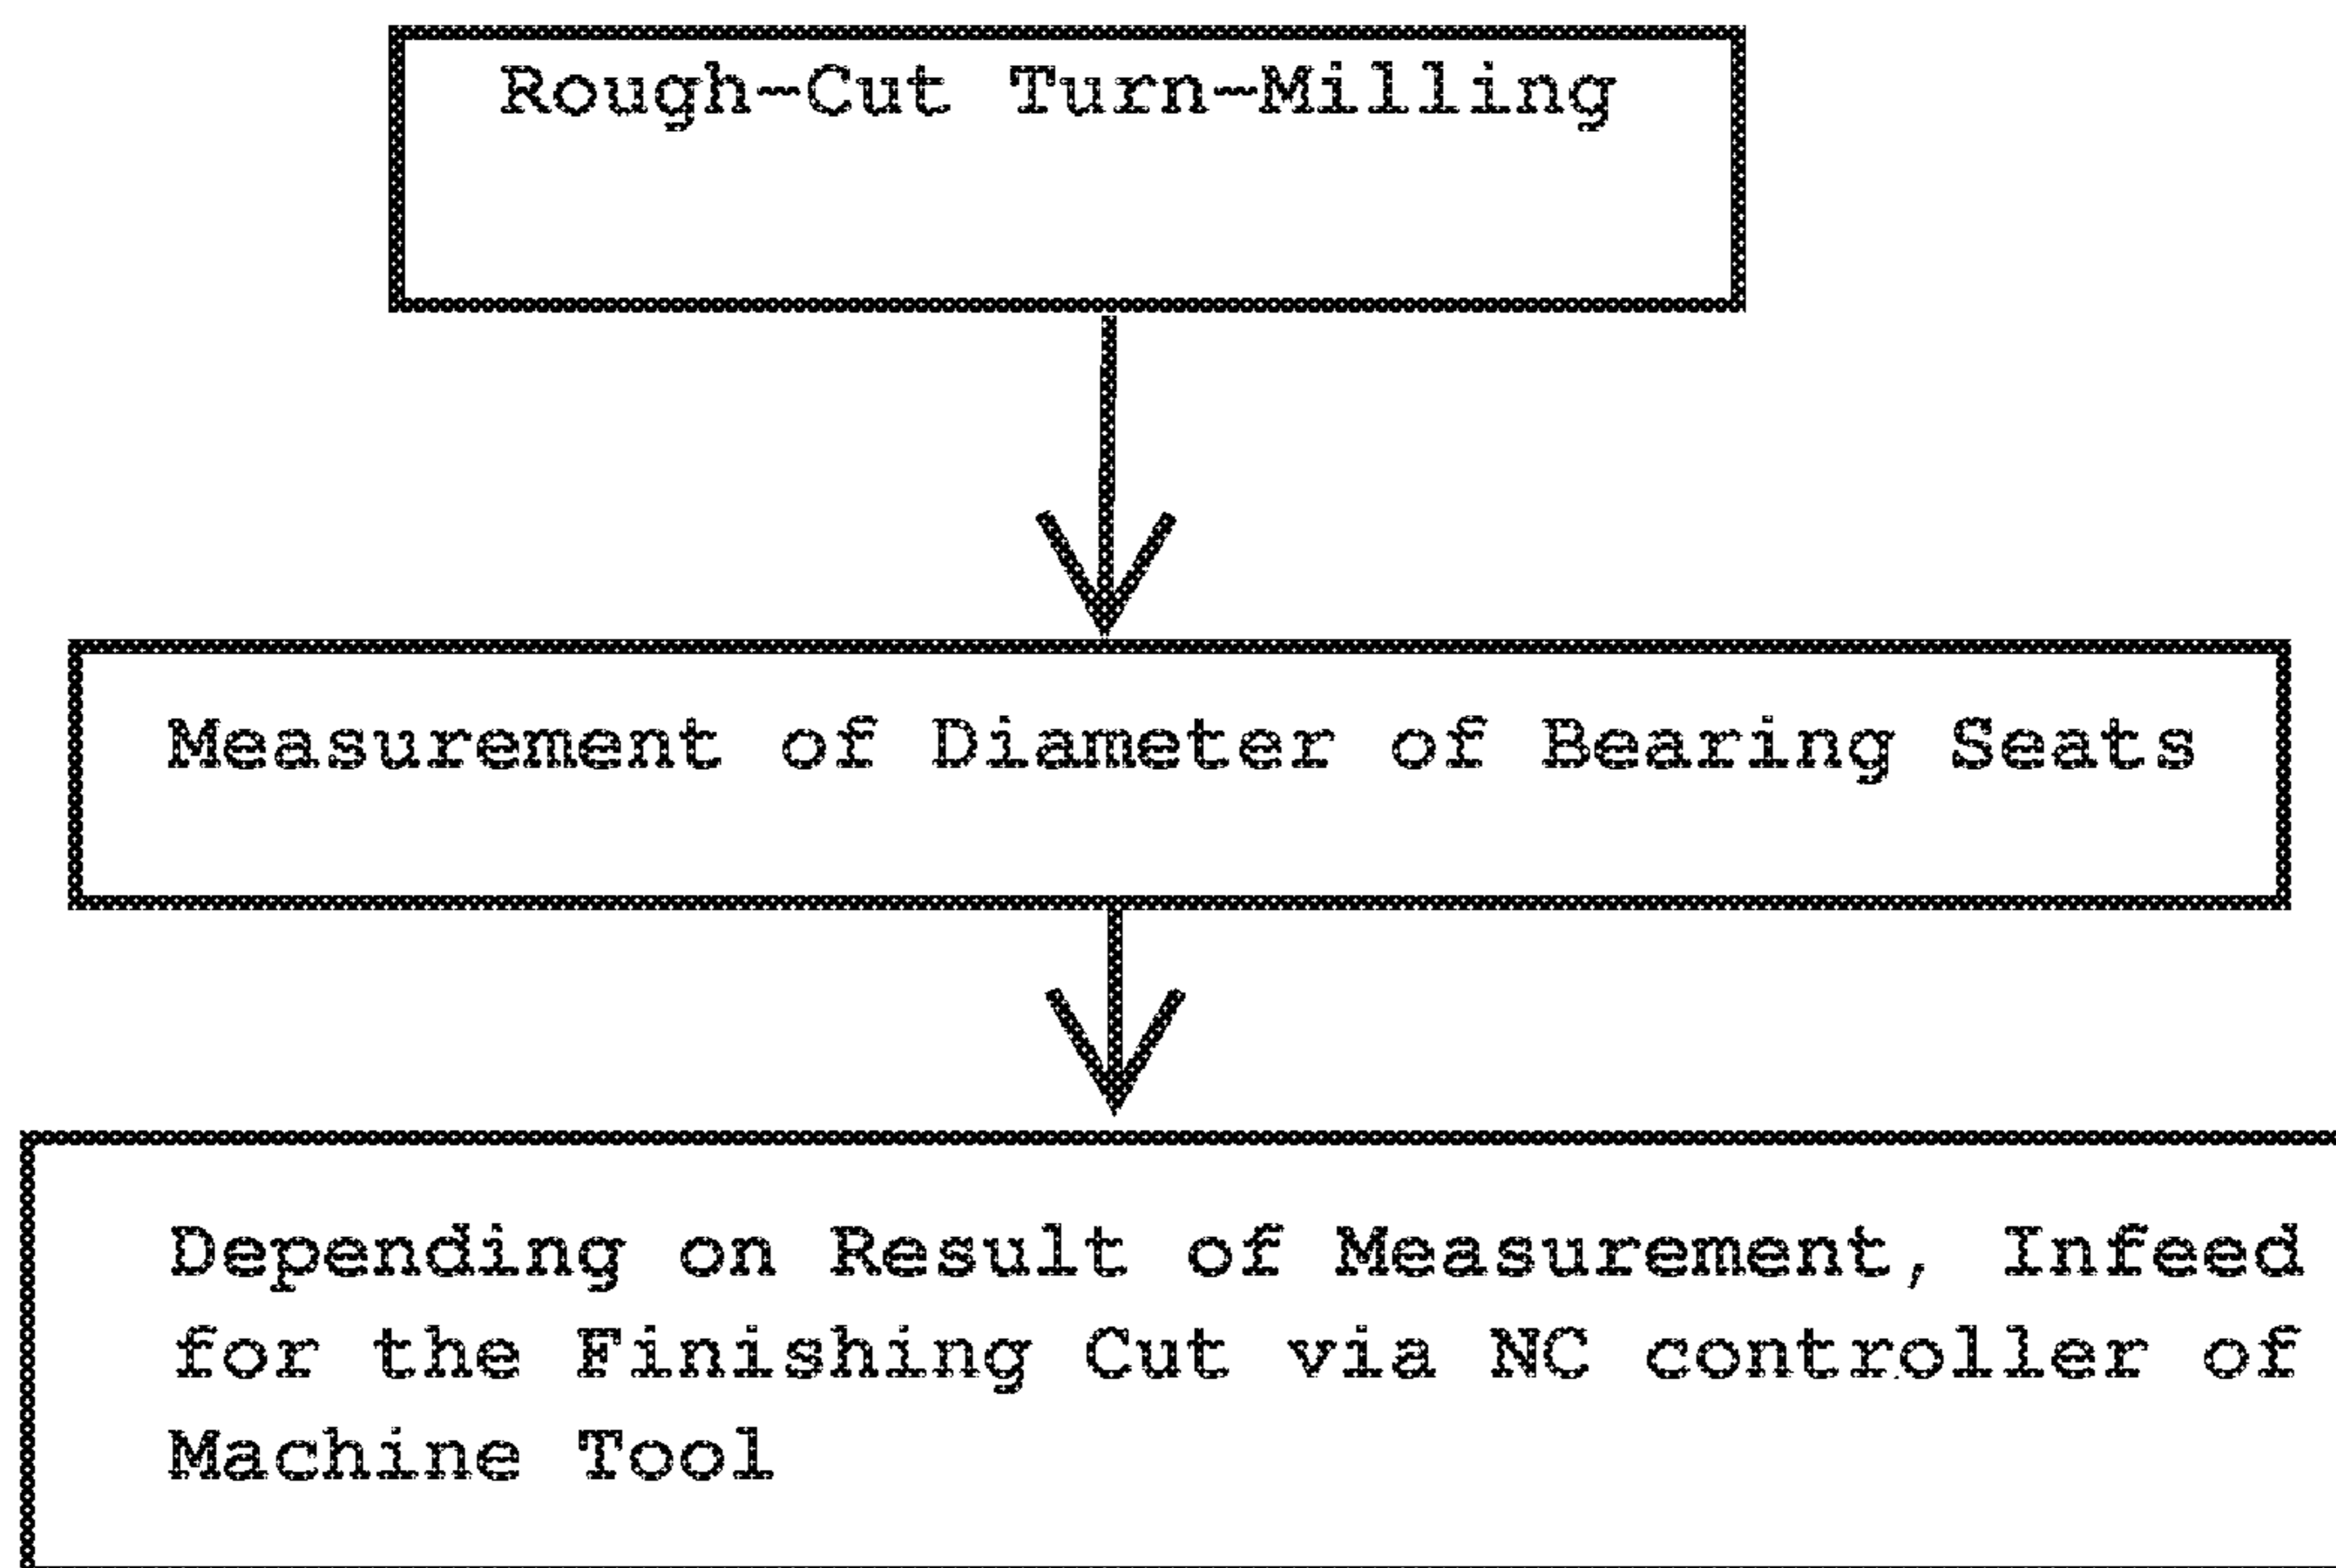 Rough-Cut Turn-Milling
Measurement of Diameter of Bearing Seats
Depending on Result of Measurement, Infeed
for the Finishing Cut via NC controller of
Machine Tool